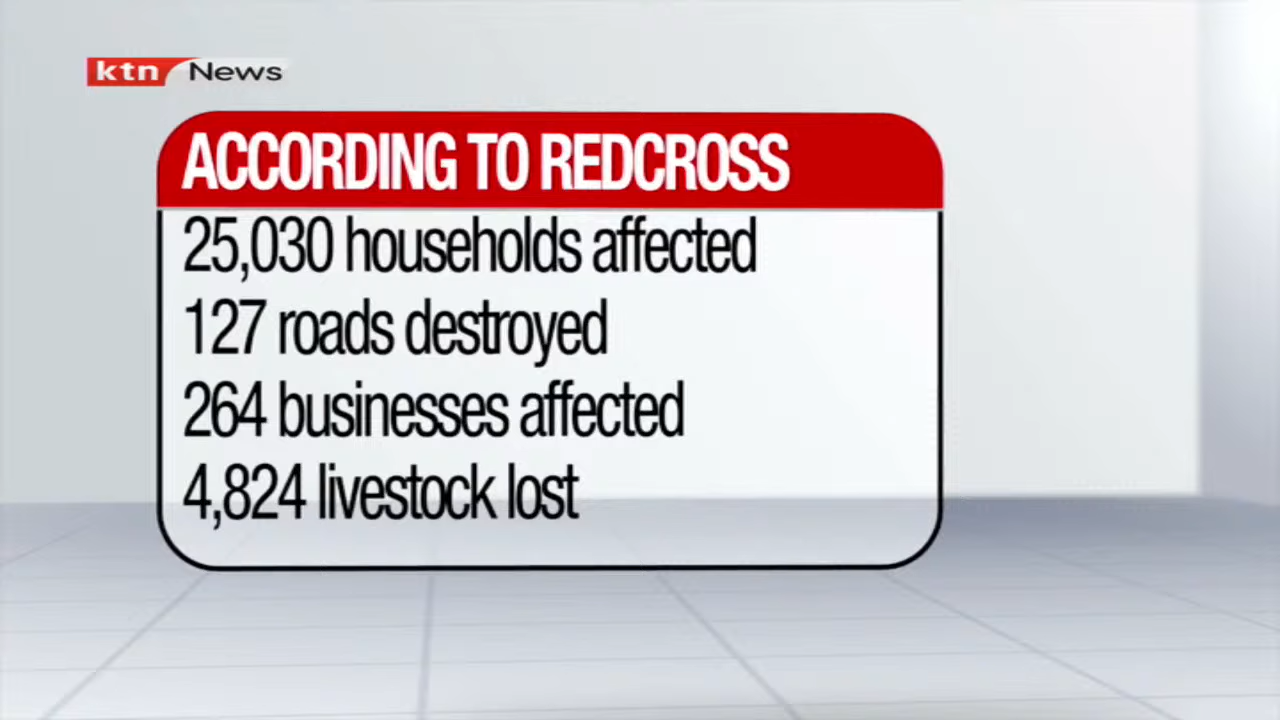 ktn News
ACCORDING TO REDCROSS
25,030 households affected
127 roads destroyed
264 businesses affected
4,824 livestock lost